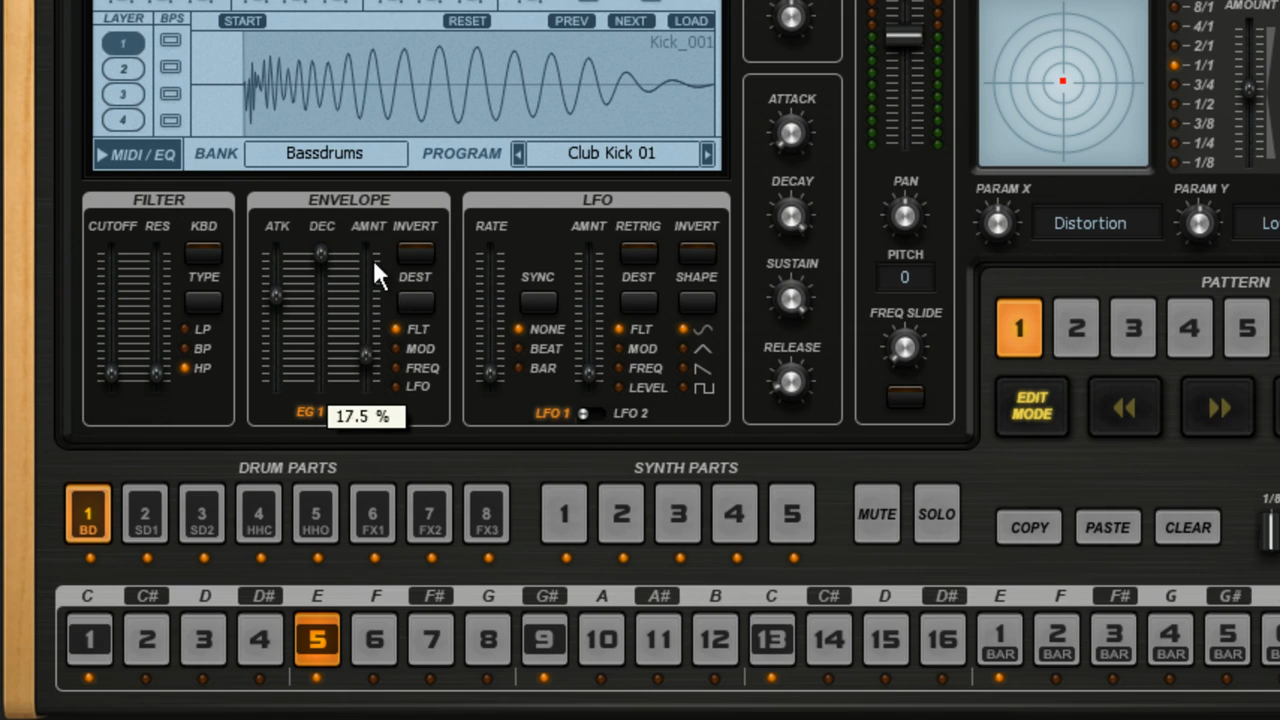 LAYER BPS START RESET PREV NEXT LOAD
1 Kick_001
2
3
4
MIDI / EQ BANK Bassdrums PROGRAM Club Kick 01
ATTACK
DECAY
SUSTAIN
RELEASE
PAN
PITCH
0
FREQ SLIDE
8/1 AMOUNT
4/1
2/1
1/1
3/4
1/2
3/8
1/4
1/8
PARAM X PARAM Y
Distortion Lo
FILTER
CUTOFF RES KBD
TYPE
LP
BP
HP
ENVELOPE
ATK DEC AMNT INVERT
DEST
FLT
MOD
FREQ
LFO
EG 1
17.5 %
LFO
RATE AMNT RETRIG INVERT
SYNC DEST SHAPE
NONE FLT
BEAT MOD
BAR FREQ
LEVEL
LFO 1 LFO 2
PATTERN
1 2 3 4 5
EDIT
MODE
DRUM PARTS SYNTH PARTS
1 2 3 4 5 6 7 8 1 2 3 4 5 MUTE SOLO
BD SD1 SD2 HHC HHO FX1 FX2 FX3
COPY PASTE CLEAR
C C# D D# E F F# G G# A A# B C C# D D# E F F# G G#
1 2 3 4 5 6 7 8 9 10 11 12 13 14 15 16 1 2 3 4 5
BAR BAR BAR BAR BAR